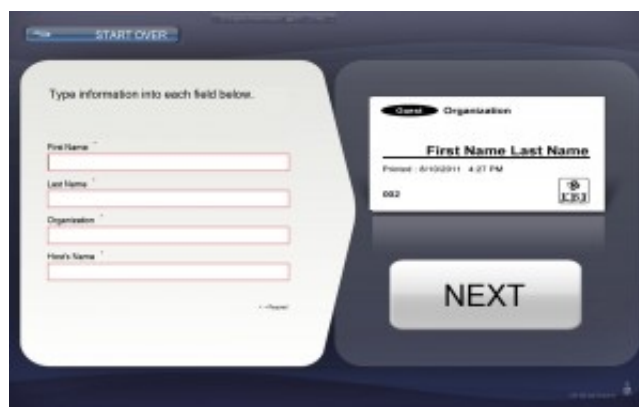 START OVER
Type information into each field below.
First Name *
Last Name *
Organization *
Host's Name *
* = Required
Guest Organization
First Name Last Name
Printed : 8/10/2011 4:27 PM
002
NEXT